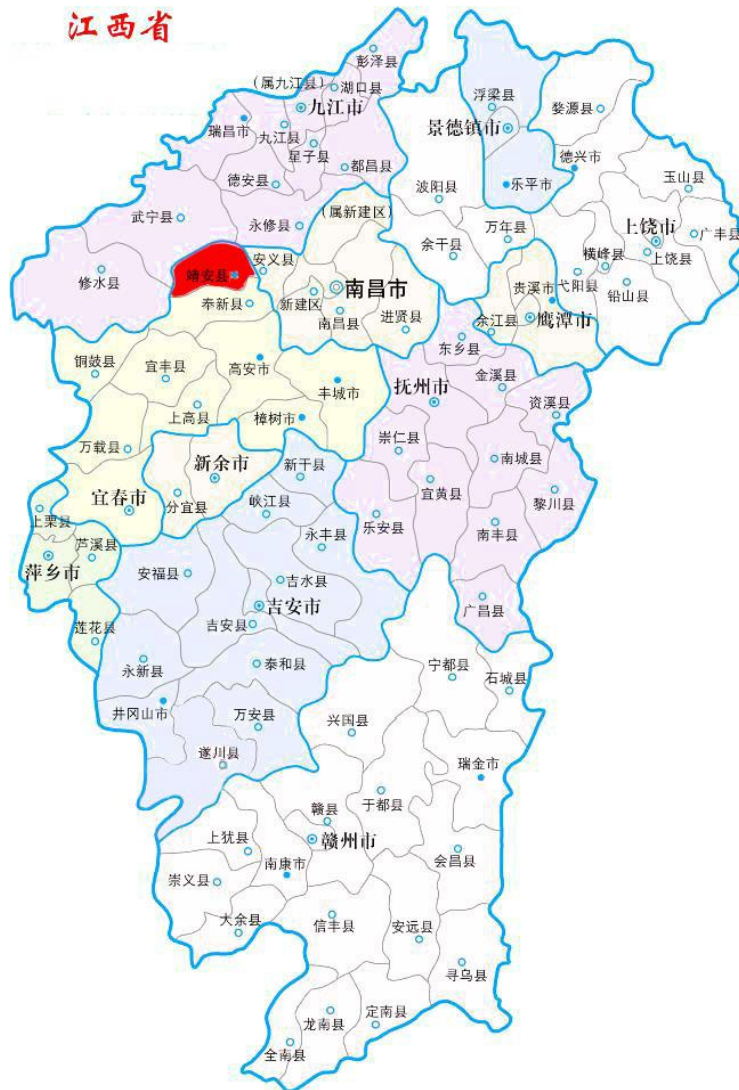 江西省
彭泽县
(属九江县)
湖口县
九江市
瑞昌市
九江县
星子县
都昌县
德安县
武宁县
永修县
修水县
浮梁县
婺源县
景德镇市
德兴市
乐平市
波阳县
玉山县
(属新建区)
万年县
上饶市
广丰县
余干县
横峰县
上饶县
安义县
靖安县
奉新县
新建区
南昌市
南昌县
进贤县
贵溪市
弋阳县
铅山县
余江县
鹰潭市
东乡县
铜鼓县
宜丰县
高安市
丰城市
抚州市
金溪县
资溪县
上高县
樟树市
万载县
崇仁县
南城县
新余市
新干县
宜黄县
黎川县
宜春市
分宜县
峡江县
乐安县
南丰县
上栗县
芦溪县
永丰县
萍乡市
安福县
吉水县
吉安市
广昌县
莲花县
吉安县
永新县
泰和县
宁都县
石城县
井冈山市
万安县
兴国县
遂川县
瑞金市
赣县
于都县
上犹县
赣州市
南康市
会昌县
崇义县
大余县
信丰县
安远县
寻乌县
龙南县
定南县
全南县